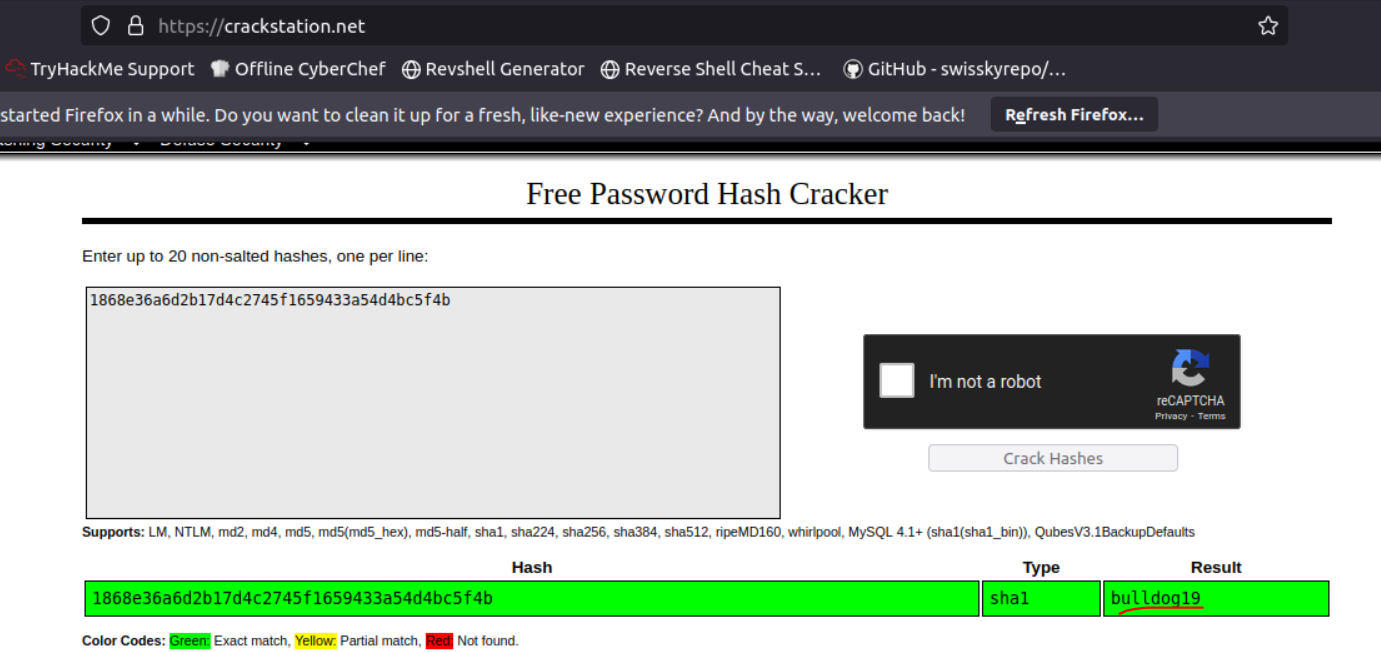 https://crackstation.net
TryHackMe Support Offline CyberChef Revshell Generator Reverse Shell Cheat S... GitHub - swisskyrepo/...
started Firefox in a while. Do you want to clean it up for a fresh, like-new experience? And by the way, welcome back! Refresh Firefox...
Free Password Hash Cracker
Enter up to 20 non-salted hashes, one per line:
1868e36a6d2b17d4c2745f1659433a54d4bc5f4b
I'm not a robot
reCAPTCHA
Privacy - Terms
Crack Hashes
Supports: LM, NTLM, md2, md4, md5, md5(md5_hex), md5-half, sha1, sha224, sha256, sha384, sha512, ripeMD160, whirlpool, MySQL 4.1+ (sha1(sha1_bin)), QubesV3.1BackupDefaults
Hash Type Result
1868e36a6d2b17d4c2745f1659433a54d4bc5f4b sha1 bulldog19
Color Codes: Green: Exact match, Yellow: Partial match, Red: Not found.